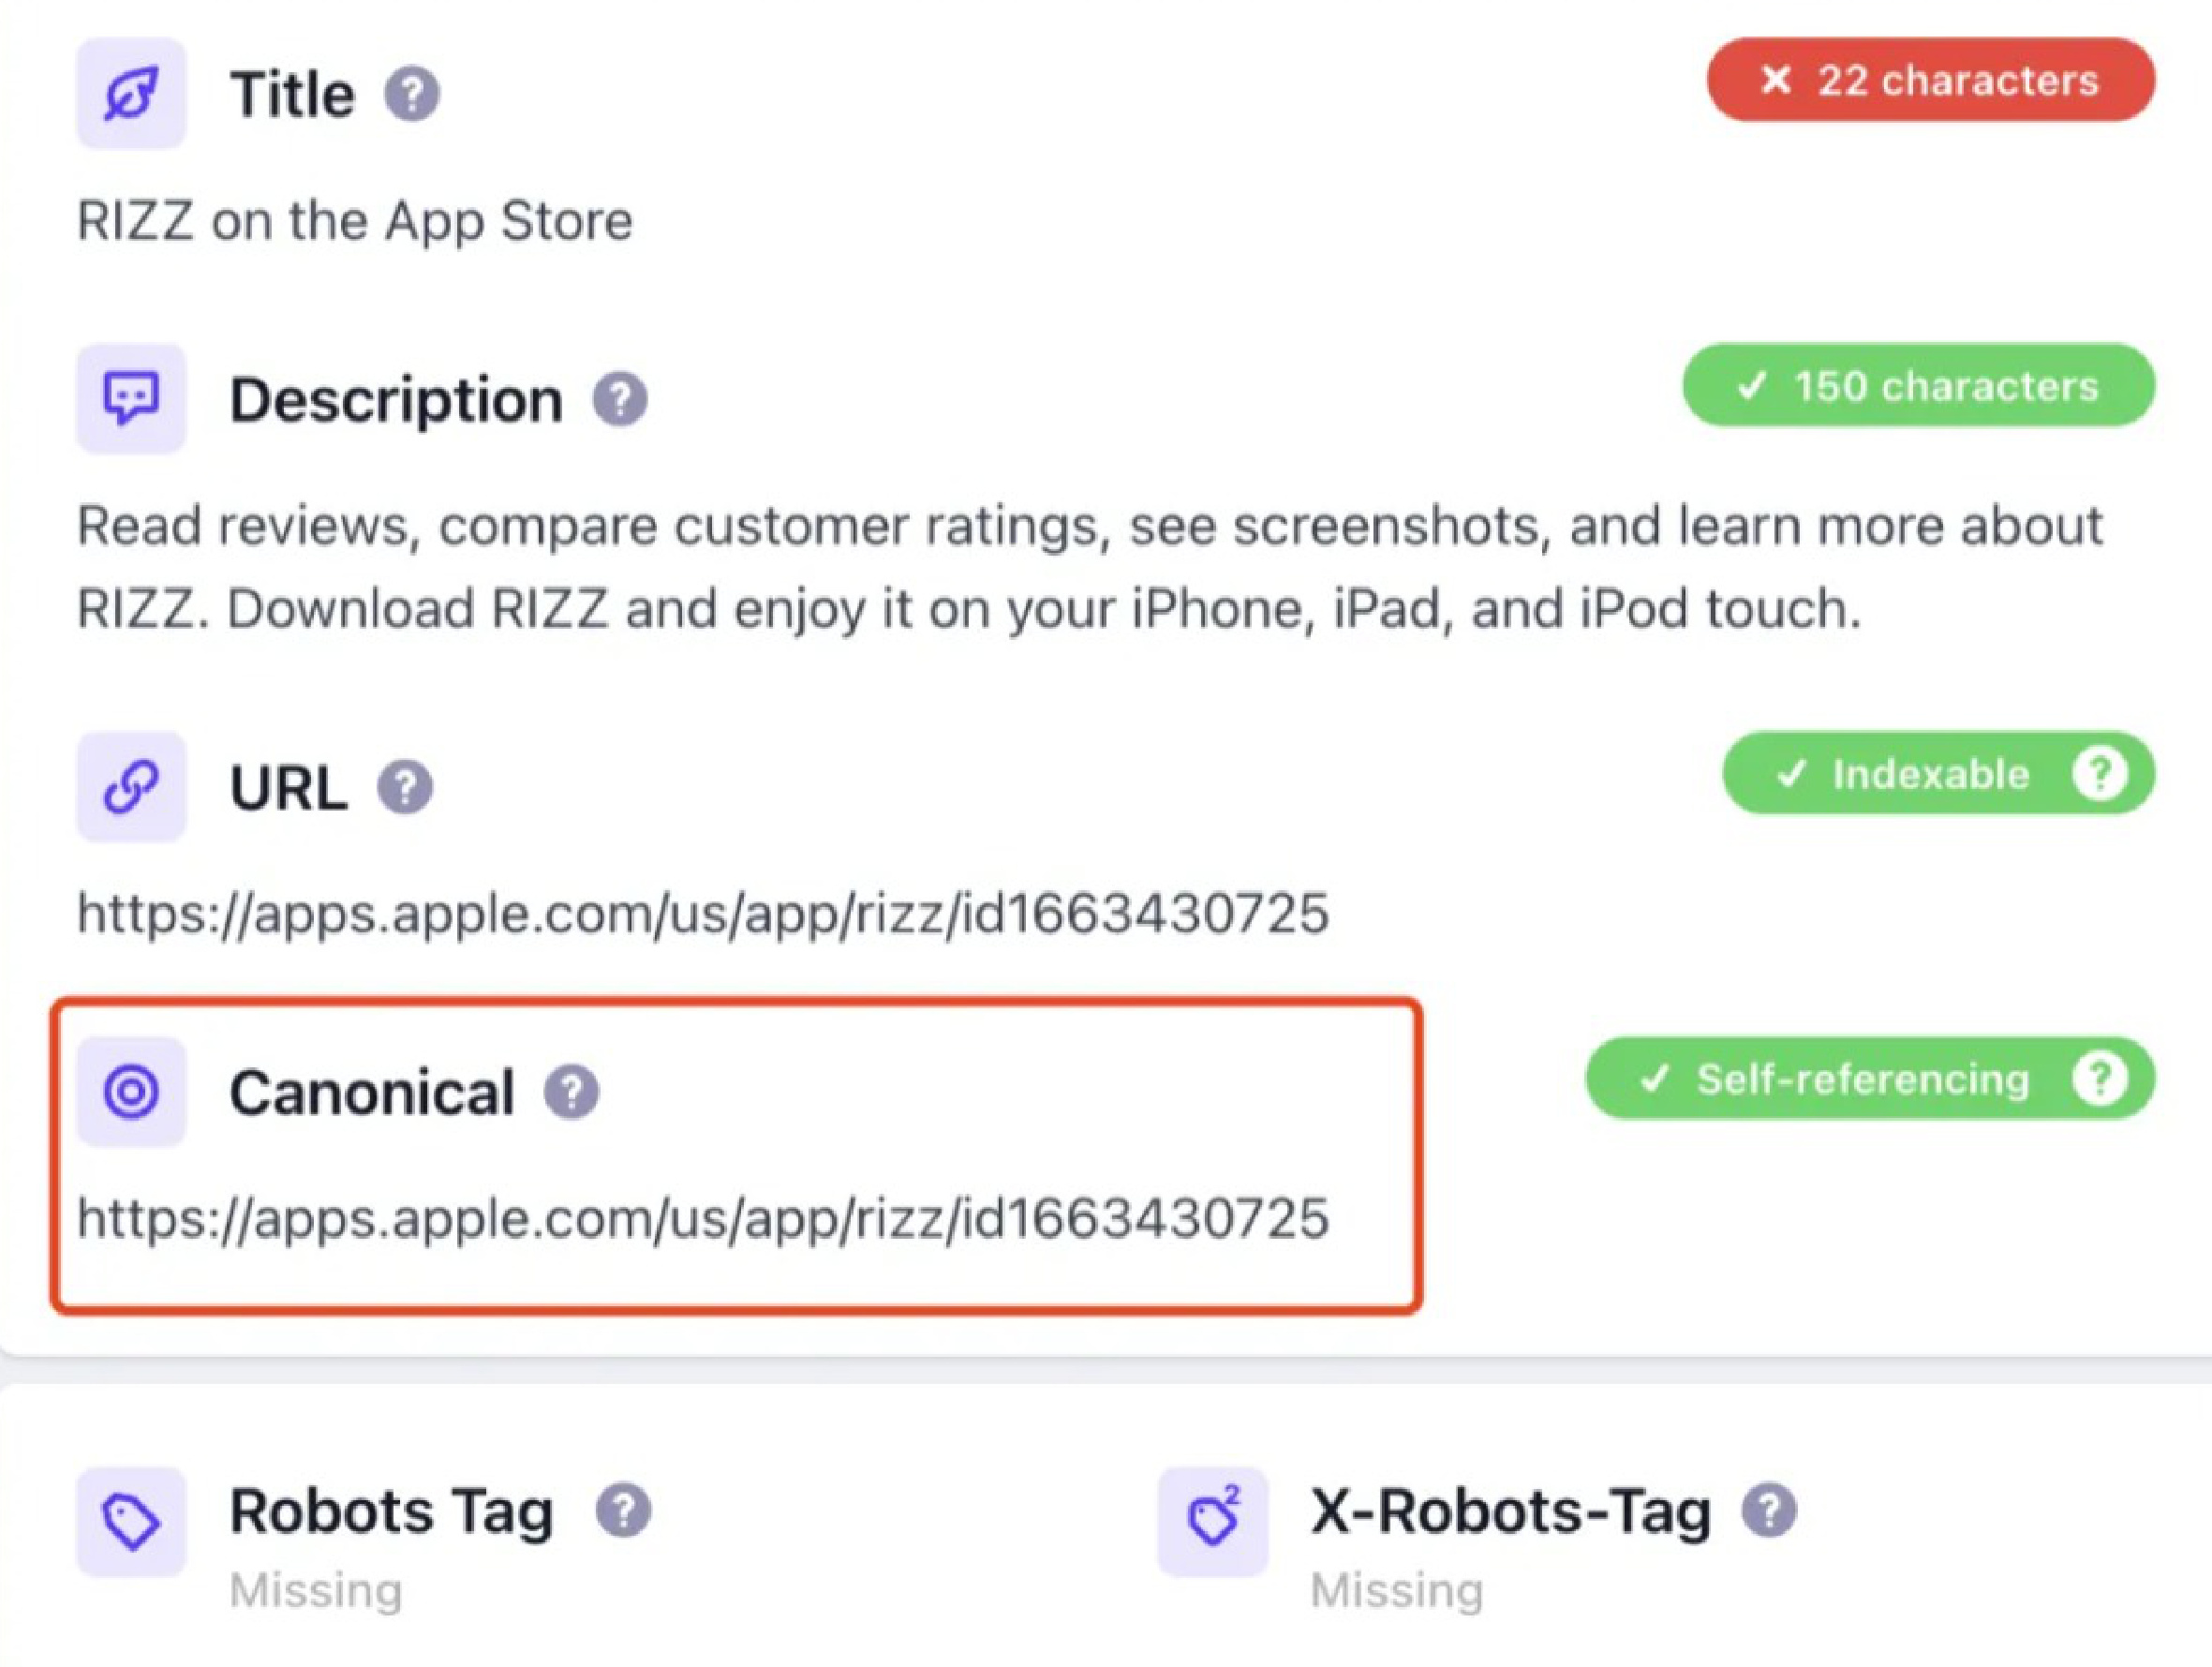 Title ?
✕ 22 characters
RIZZ on the App Store
Description ?
✓ 150 characters
Read reviews, compare customer ratings, see screenshots, and learn more about
RIZZ. Download RIZZ and enjoy it on your iPhone, iPad, and iPod touch.
URL ?
✓ Indexable ?
https://apps.apple.com/us/app/rizz/id1663430725
Canonical ?
✓ Self-referencing ?
https://apps.apple.com/us/app/rizz/id1663430725
Robots Tag ?
Missing
2 X-Robots-Tag ?
Missing